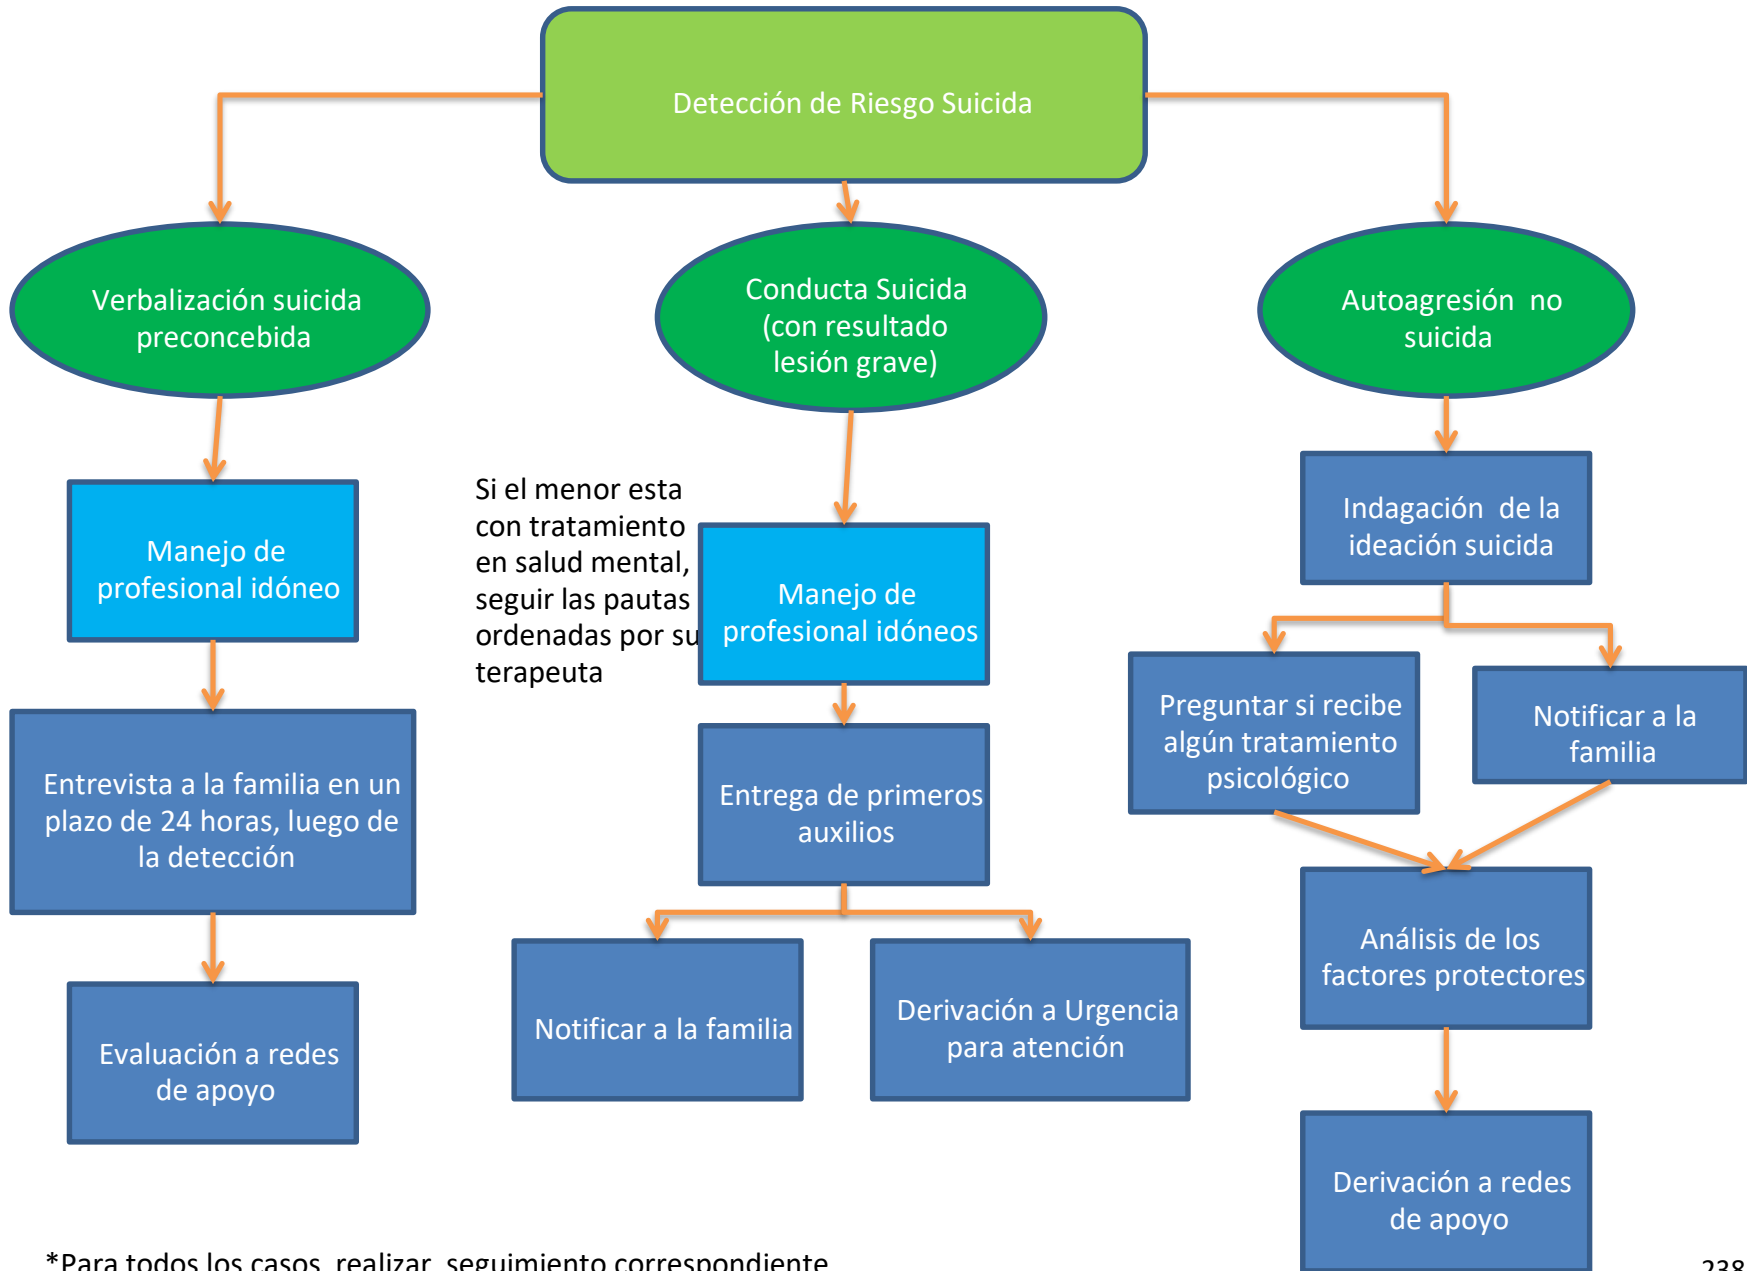 Detección de Riesgo Suicida
Verbalización suicida
preconcebida
Conducta Suicida
(con resultado
lesión grave)
Autoagresión  no
suicida
Manejo de
profesional idóneo
Si el menor esta
con tratamiento
en salud mental,
seguir las pautas
ordenadas por su
terapeuta
Manejo de
profesional idóneos
Indagación  de la
ideación suicida
Entrevista a la familia en un
plazo de 24 horas, luego de
la detección
Entrega de primeros
auxilios
Preguntar si recibe
algún tratamiento
psicológico
Notificar a la
familia
Evaluación a redes
de apoyo
Notificar a la familia
Derivación a Urgencia
para atención
Análisis de los
factores protectores
Derivación a redes
de apoyo
*Para todos los casos  realizar  seguimiento correspondiente
238